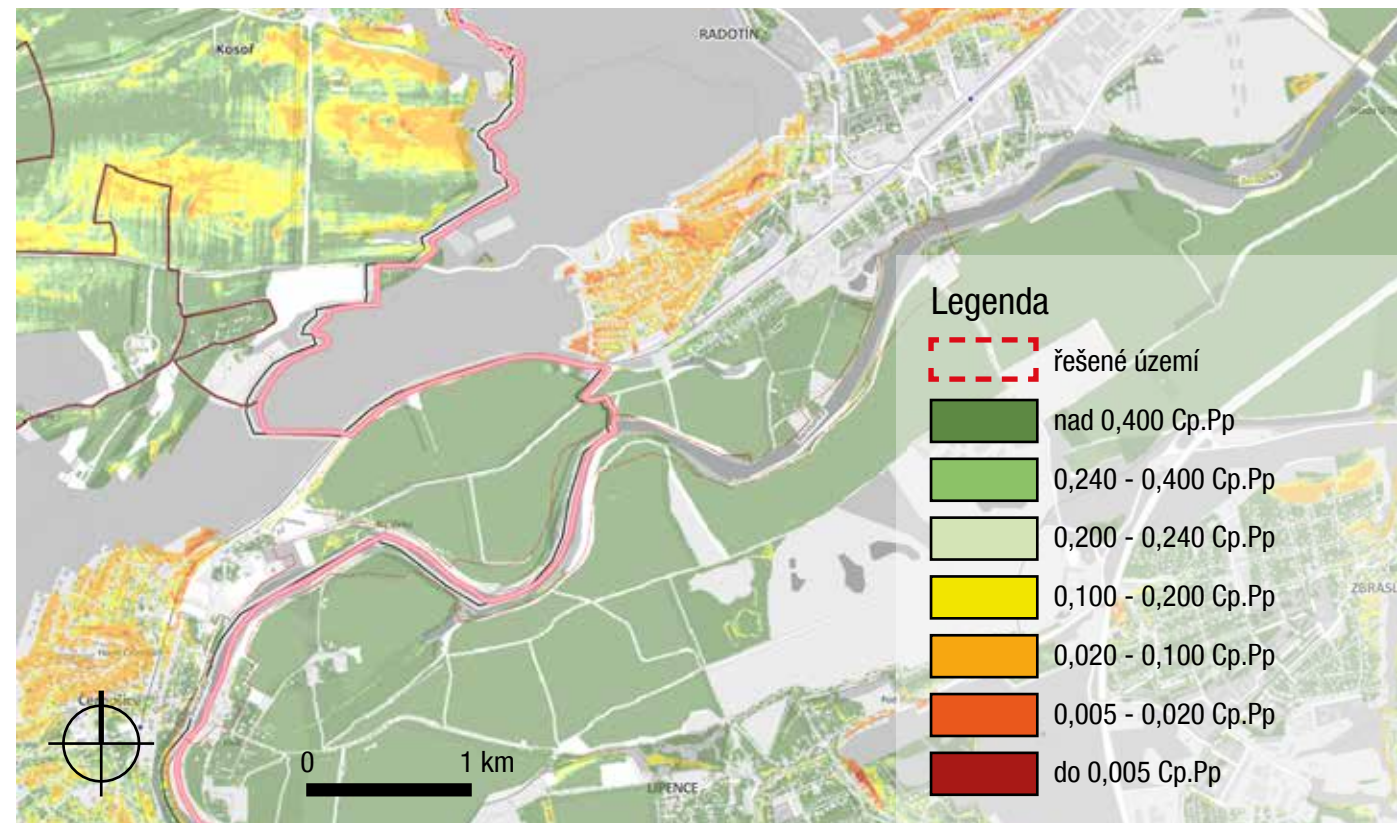 Kosoř
RADOTÍN
Legenda
řešené území
nad 0,400 Cp.Pp
0,240 - 0,400 Cp.Pp
0,200 - 0,240 Cp.Pp
0,100 - 0,200 Cp.Pp
0,020 - 0,100 Cp.Pp
0,005 - 0,020 Cp.Pp
do 0,005 Cp.Pp
ZBRASL
0
1 km
LIPENCE